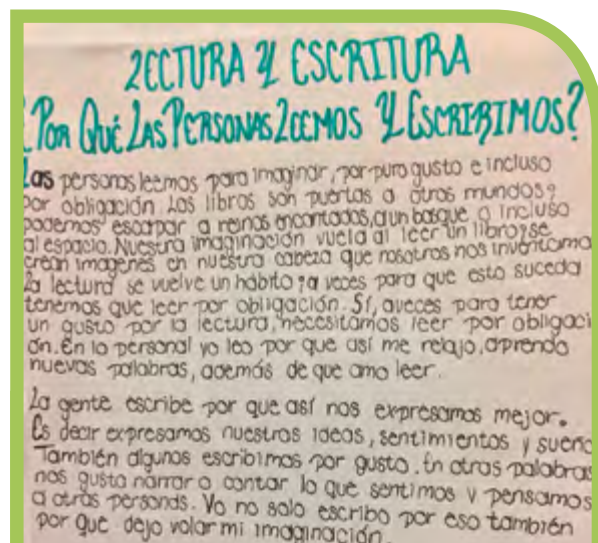 LECTURA Y ESCRITURA
¿POR QUÉ LAS PERSONAS LEEMOS Y ESCRIBIMOS?
Las personas leemos para imaginar, por puro gusto e incluso
por obligación. Los libros son puertas a otros mundos,
podemos escarpar a reinos encantados, a un bosque o incluso
al espacio. Nuestra imaginación vuela al leer un libro y se
crean imagenes en nuestra cabeza que nosotros nos inventama
La lectura se vuelve un hábito; a veces para que esto suceda
tenemos que leer por obligación. Sí, aveces para tener
un gusto por la lectura, necesitamos leer por obligaci
ón. En lo personal yo leo por que así me relajo, aprendo
nuevas palabras, además de que amo leer.
La gente escribe por que así nos expresamos mejor.
Es decir expresamos nuestras ideas, sentimientos y sueño
También algunos escribimos por gusto. En otras palabras
nos gusta narrar o contar lo que sentimos y pensamos
a otras personas. Yo no solo escribo por eso también
por que dejo volar mi imaginación.